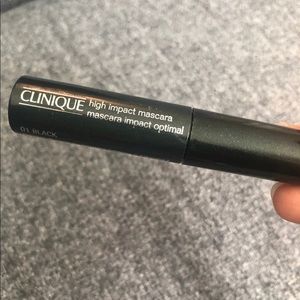 CLINIQUE
high impact mascara
mascara impact optimal
01 BLACK